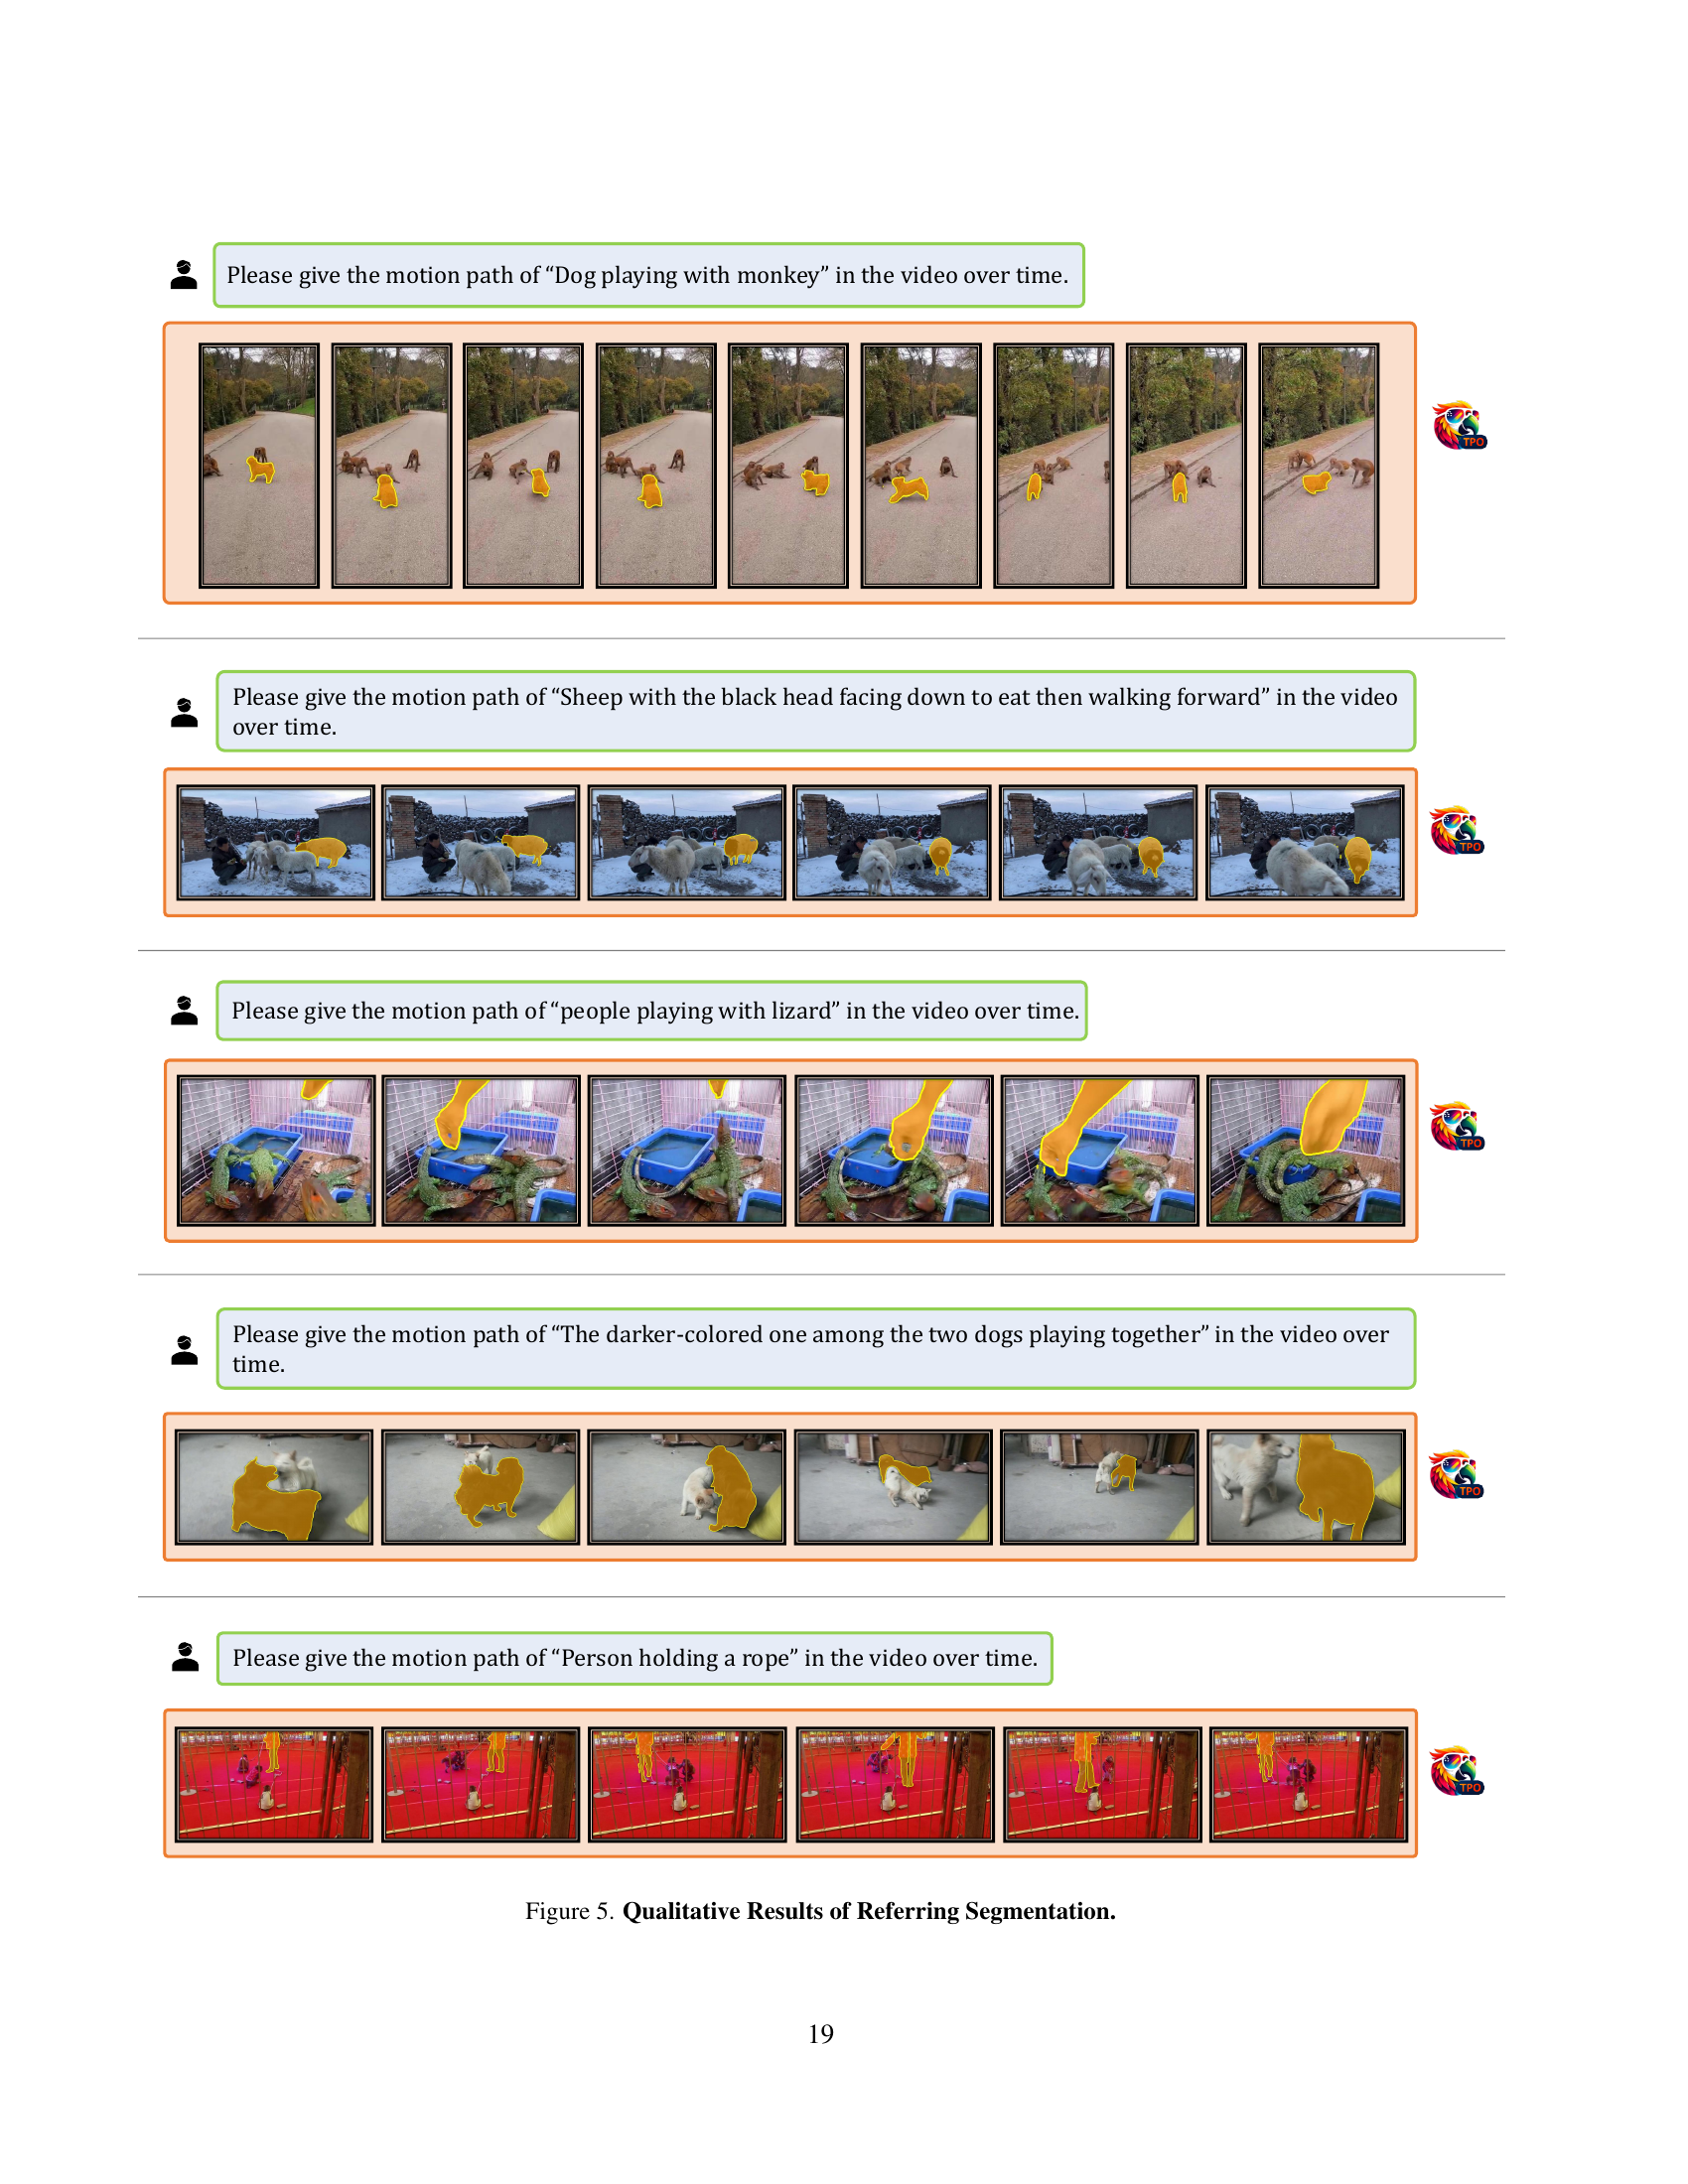 Please give the motion path of “Dog playing with monkey” in the video over time.
TPO
Please give the motion path of “Sheep with the black head facing down to eat then walking forward” in the video
over time.
TPO
Please give the motion path of “people playing with lizard” in the video over time.
TPO
Please give the motion path of “The darker-colored one among the two dogs playing together” in the video over
time.
TPO
Please give the motion path of “Person holding a rope” in the video over time.
TPO
Figure 5. Qualitative Results of Referring Segmentation.
19